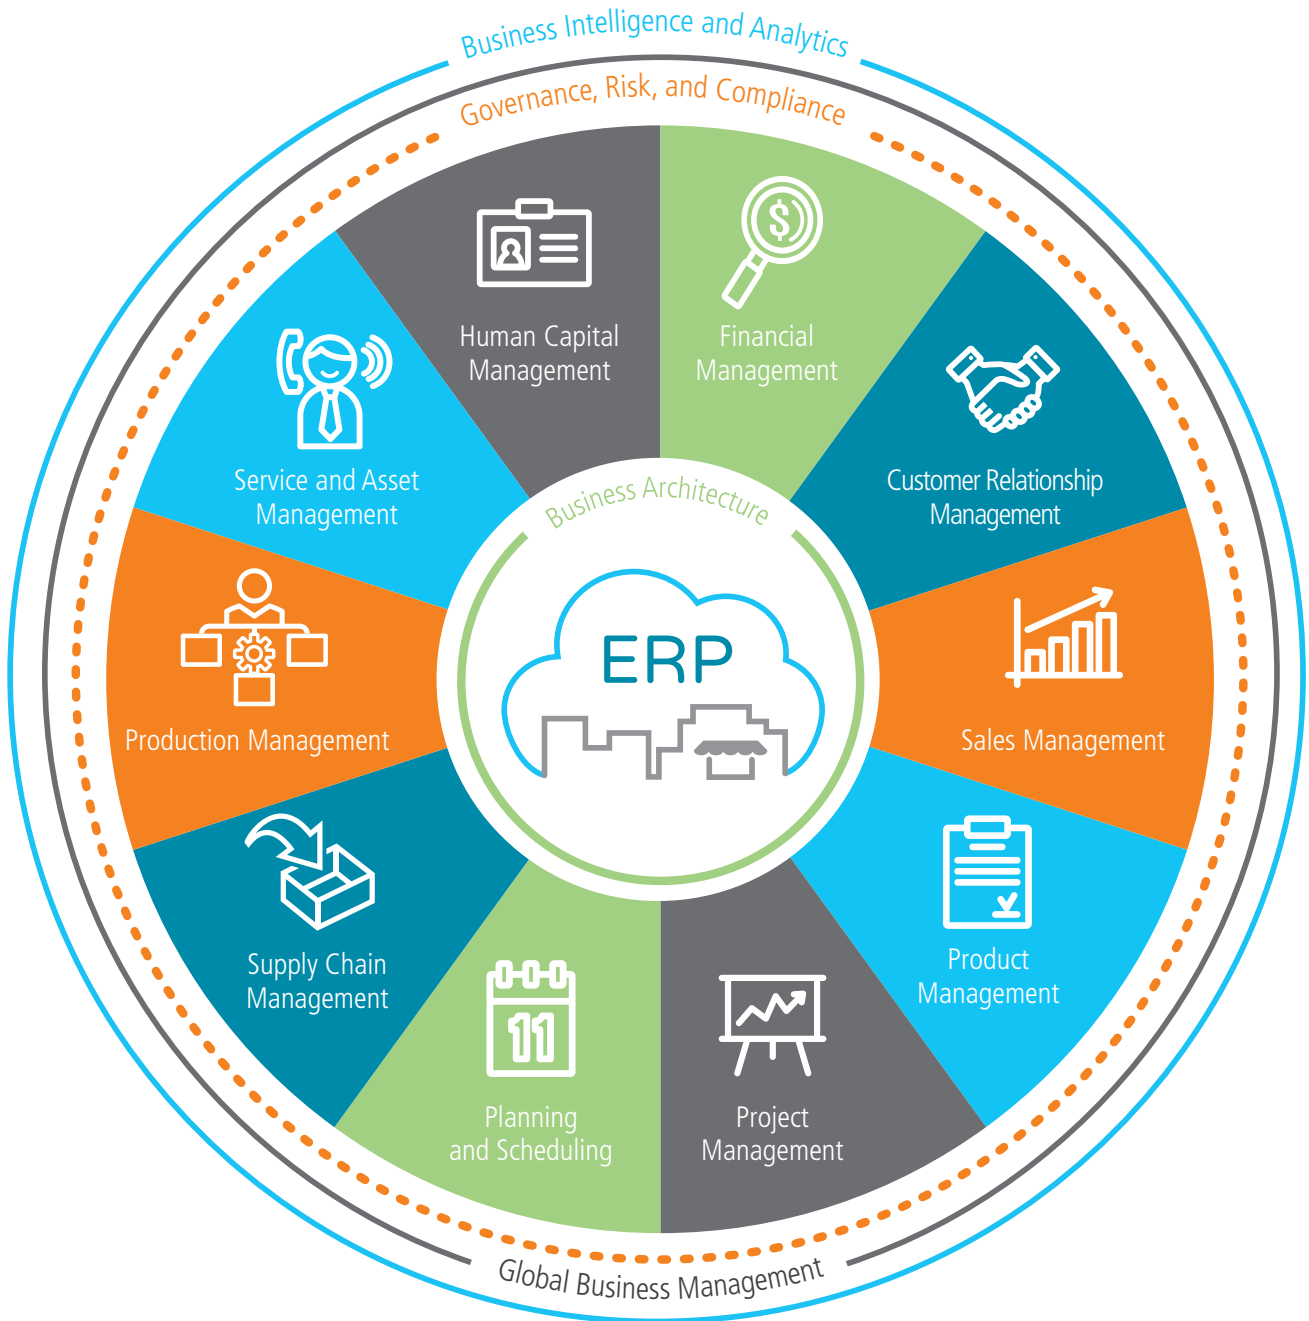 Business Intelligence and Analytics
Governance, Risk, and Compliance
Human Capital
Management
Financial
Management
Customer Relationship
Management
Sales Management
Product
Management
Project
Management
Planning
and Scheduling
11
Supply Chain
Management
Production Management
Service and Asset
Management
$
Business Architecture
ERP
Global Business Management